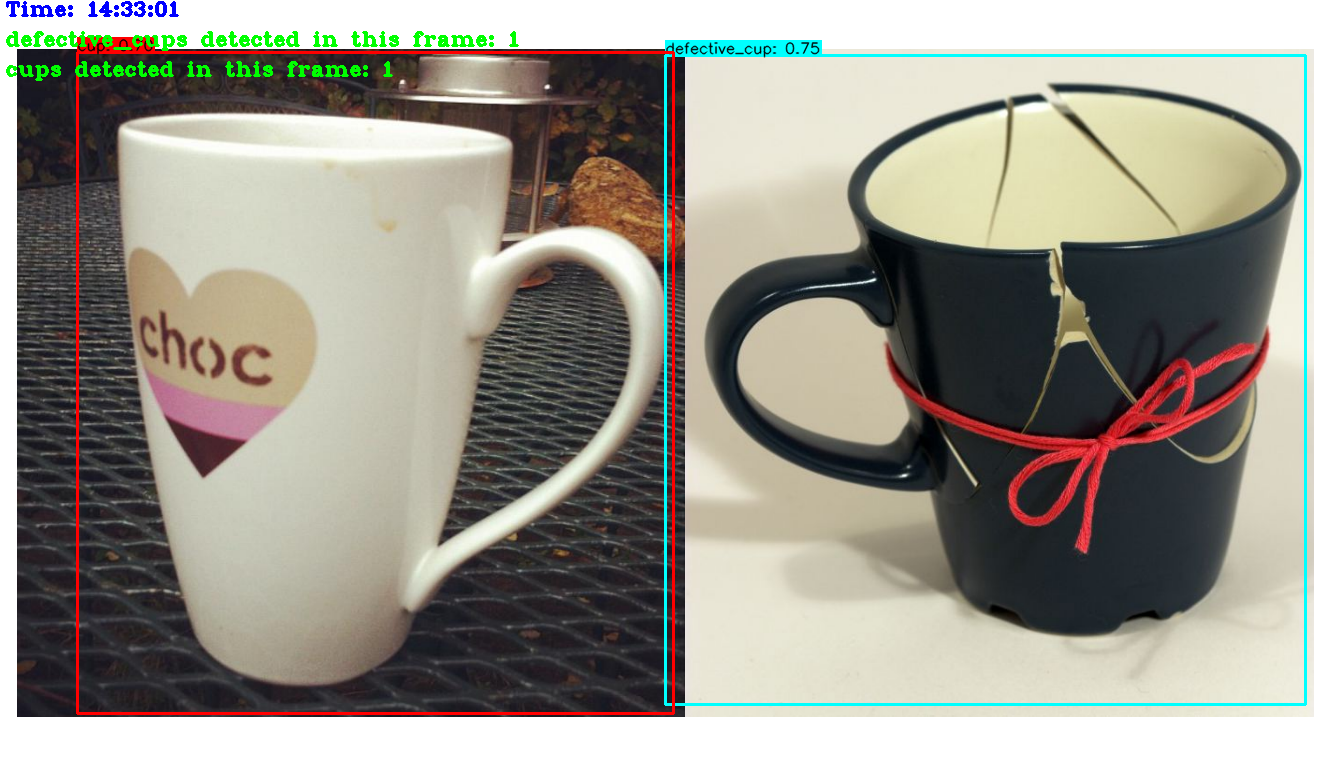 Time: 14:33:01
defective_cups detected in this frame: 1
cups detected in this frame: 1
defective_cup: 0.75
choc